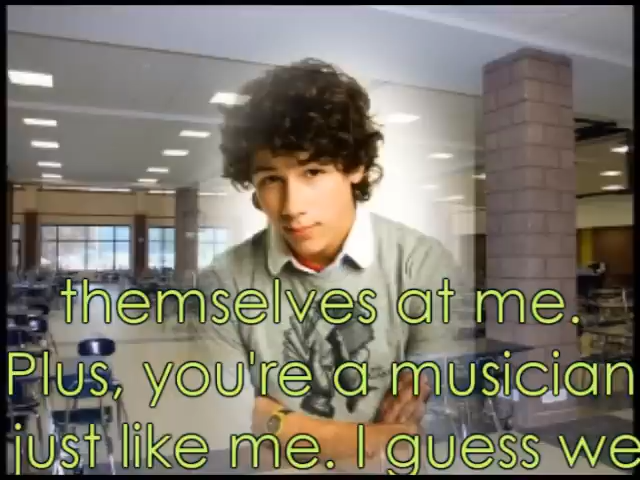 themselves at me.
Plus, you're a musician
just like me. I guess we